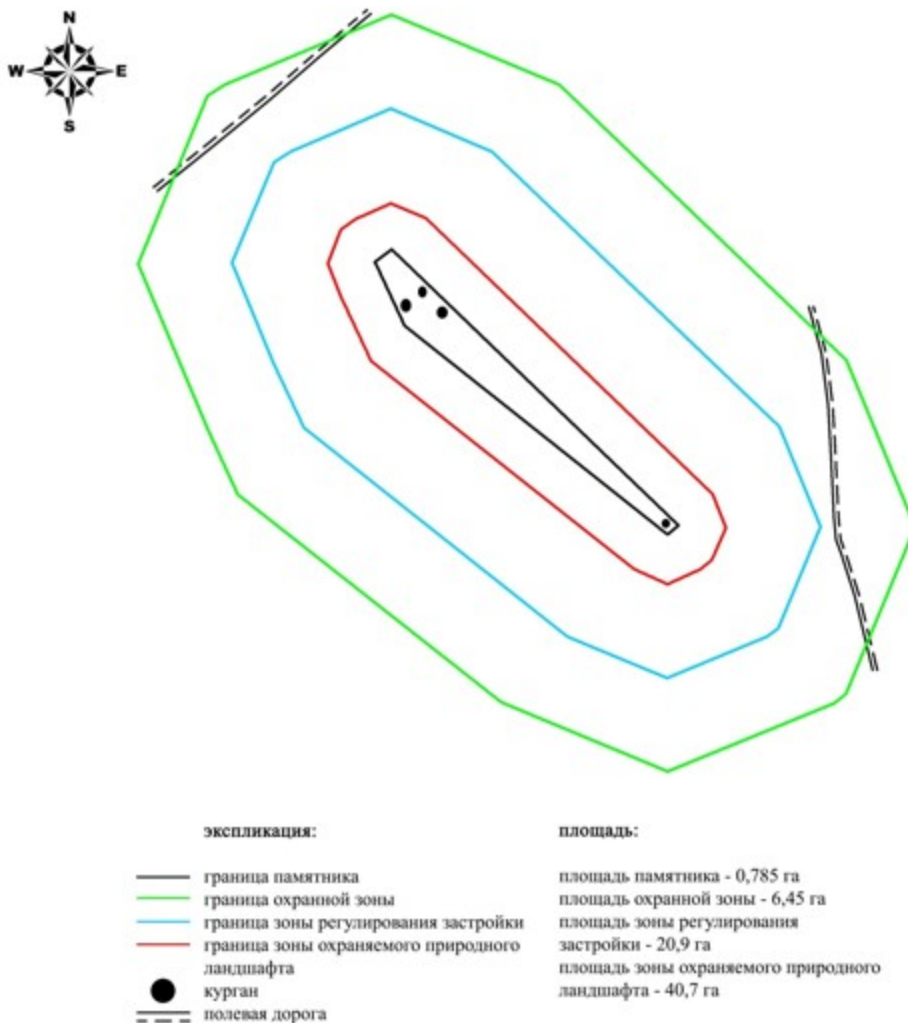 N
W E
S
экспликация:
граница памятника
граница охранной зоны
граница зоны регулирования застройки
граница зоны охраняемого природного
ландшафта
курган
полевая дорога
площадь:
площадь памятника - 0,785 га
площадь охранной зоны - 6,45 га
площадь зоны регулирования
застройки - 20,9 га
площадь зоны охраняемого природного
ландшафта - 40,7 га